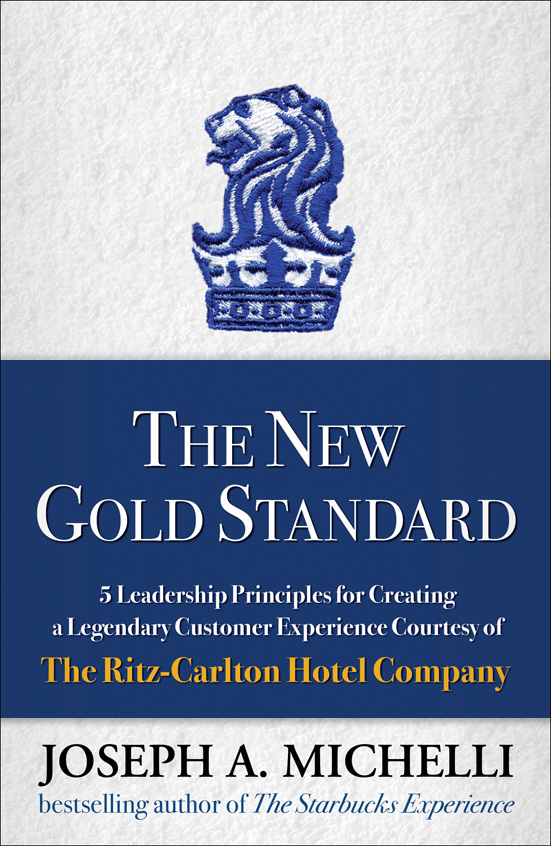 THE NEW
GOLD STANDARD
5 Leadership Principles for Creating
a Legendary Customer Experience Courtesy of
The Ritz-Carlton Hotel Company
JOSEPH A. MICHELLI
bestselling author of The Starbucks Experience